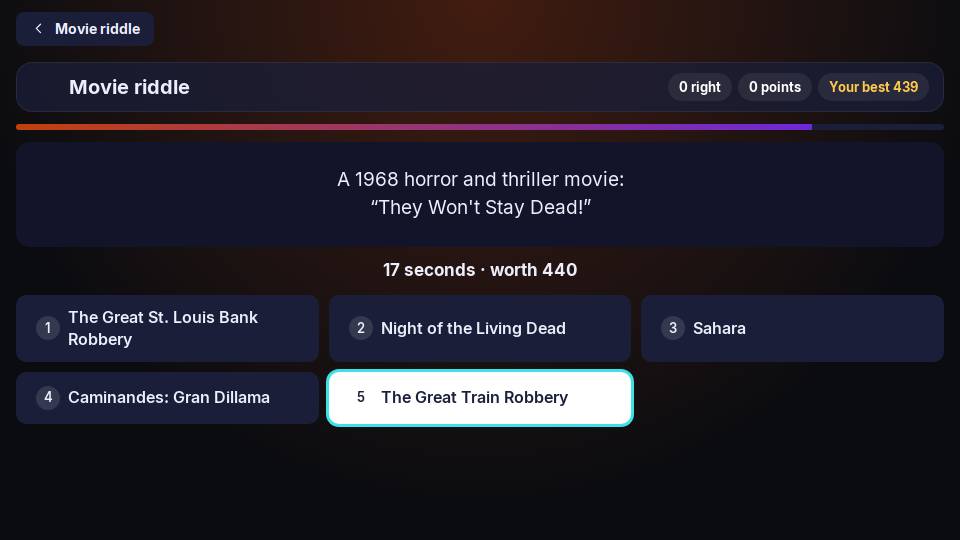 Movie riddle
Movie riddle
0 right
0 points
Your best 439
A 1968 horror and thriller movie:
“They Won't Stay Dead!”
17 seconds · worth 440
1
The Great St. Louis Bank
Robbery
2
Night of the Living Dead
3
Sahara
4
Caminandes: Gran Dillama
5
The Great Train Robbery